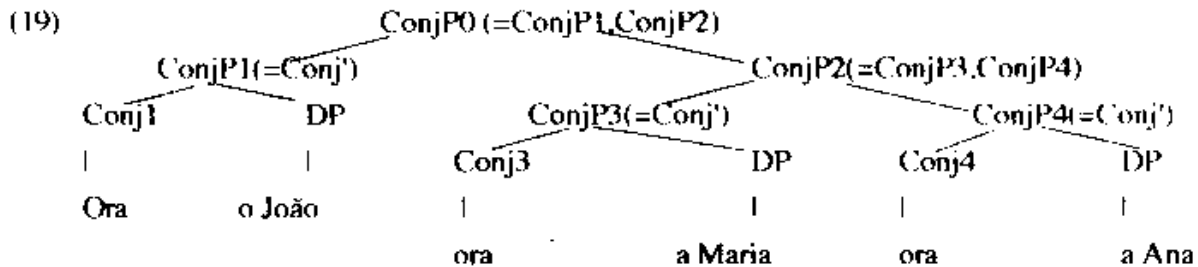 (19) ConjP0 (=ConjP1,ConjP2)
ConjP1(=Conj') ConjP2(=ConjP3,ConjP4)
Conj1 DP ConjP3(=Conj') ConjP4(=Conj')
Conj3 DP Conj4 DP
Ora o João
ora a Maria ora a Ana